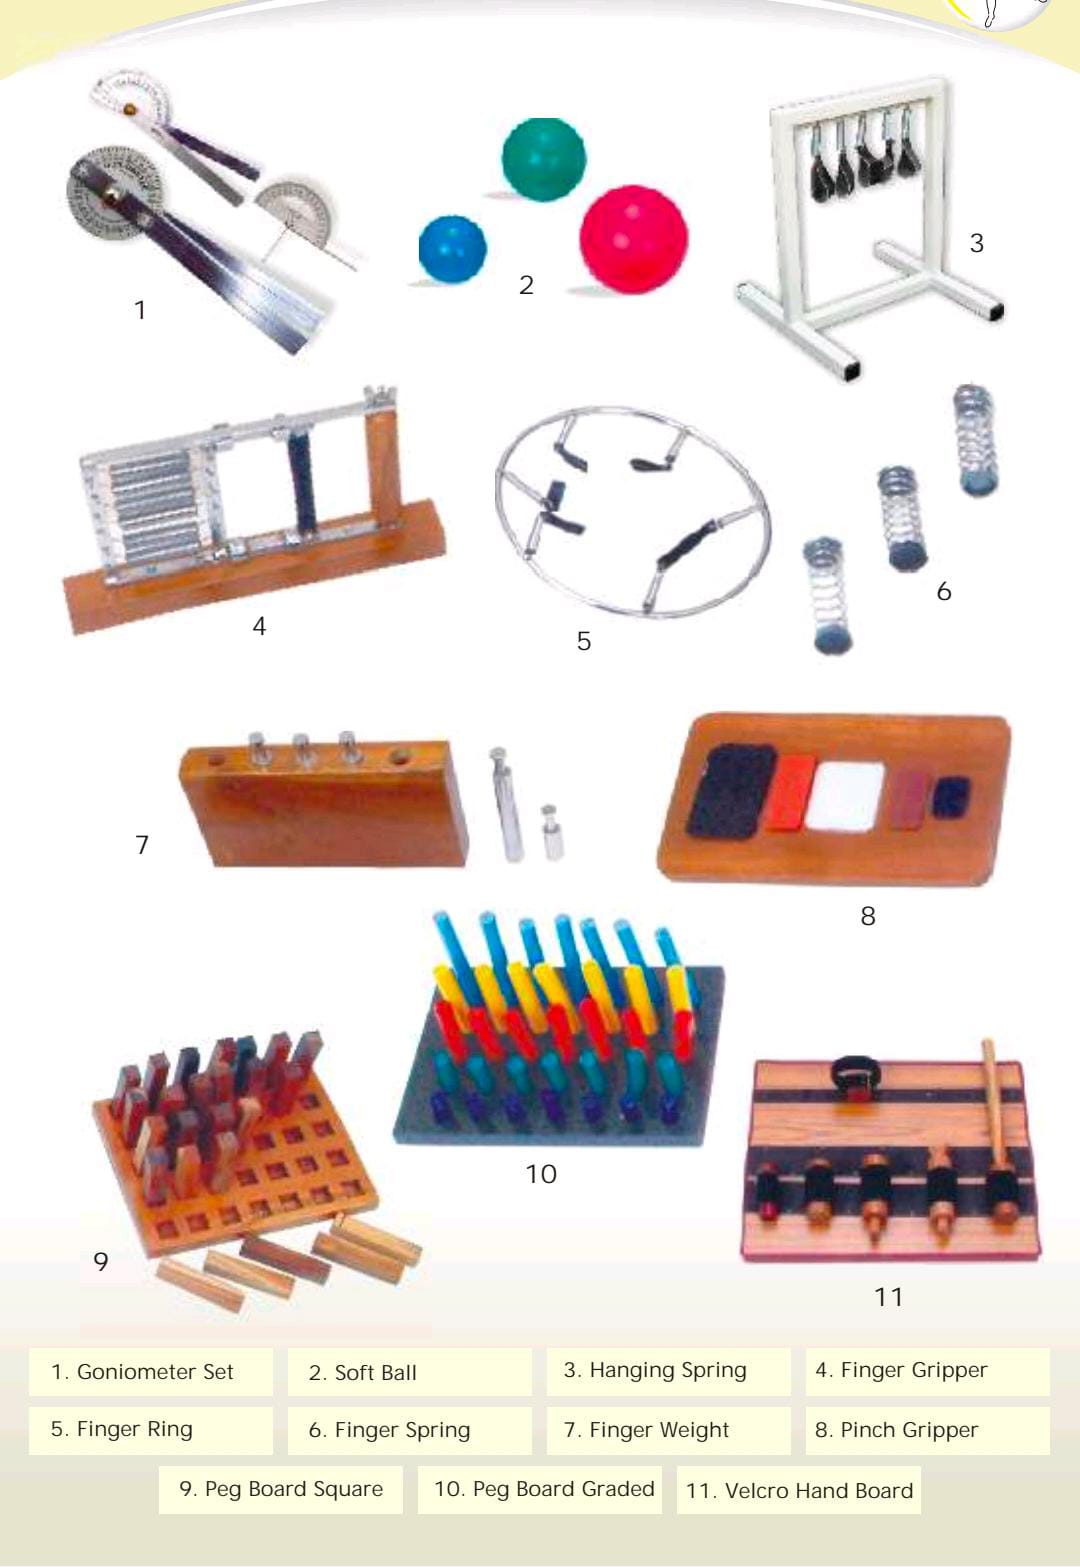 1
2
3
4
5
6
7
8
9
10
11
1. Goniometer Set
2. Soft Ball
3. Hanging Spring
4. Finger Gripper
5. Finger Ring
6. Finger Spring
7. Finger Weight
8. Pinch Gripper
9. Peg Board Square
10. Peg Board Graded
11. Velcro Hand Board